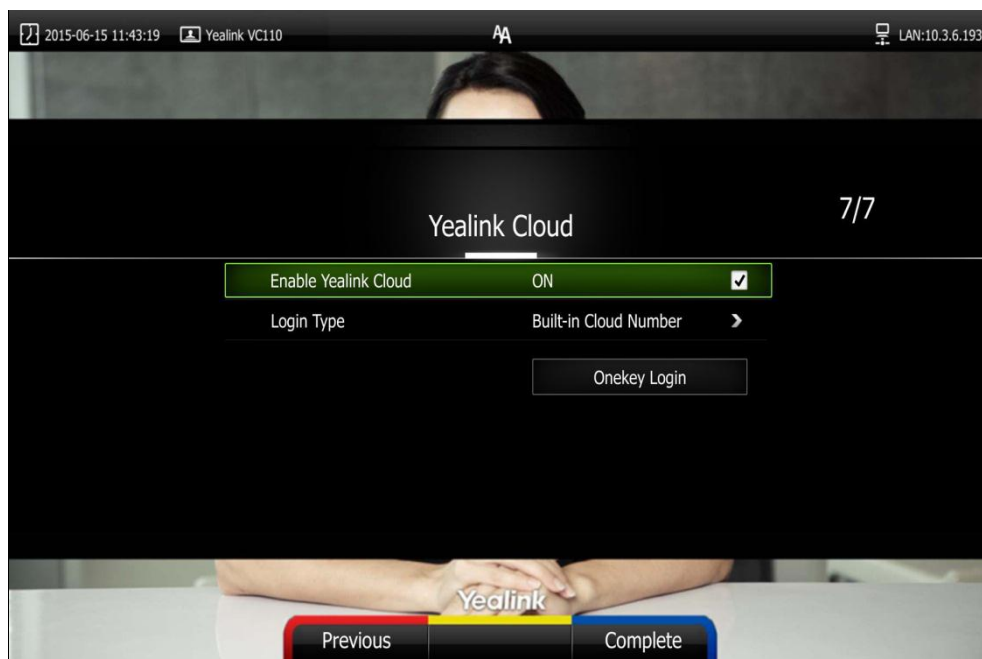 2015-06-15 11:43:19 Yealink VC110 AA LAN:10.3.6.193
7/7
Yealink Cloud
Enable Yealink Cloud ON
Login Type Built-in Cloud Number
Onekey Login
Yealink
Previous Complete